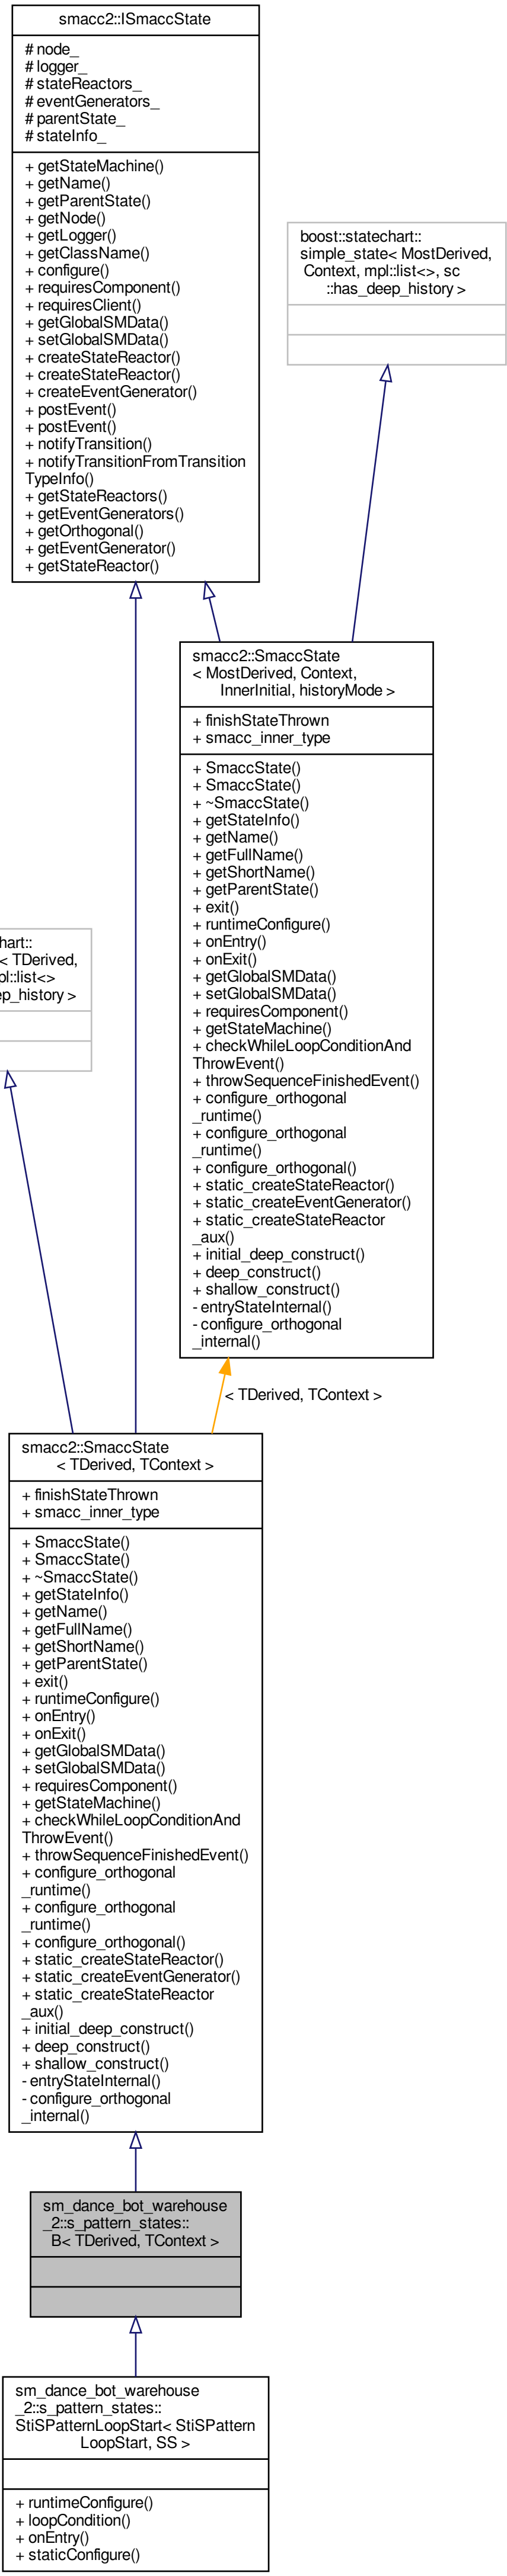 smacc2::ISmaccState
# node_
# logger_
# stateReactors_
# eventGenerators_
# parentState_
# stateInfo_
+ getStateMachine()
+ getName()
+ getParentState()
+ getNode()
+ getLogger()
+ getClassName()
+ configure()
+ requiresComponent()
+ requiresClient()
+ getGlobalSMData()
+ setGlobalSMData()
+ createStateReactor()
+ createStateReactor()
+ createEventGenerator()
+ postEvent()
+ postEvent()
+ notifyTransition()
+ notifyTransitionFromTransition
TypeInfo()
+ getStateReactors()
+ getEventGenerators()
+ getOrthogonal()
+ getEventGenerator()
+ getStateReactor()
boost::statechart::
simple_state< MostDerived,
Context, mpl::list<>, sc
::has_deep_history >
smacc2::SmaccState
< MostDerived, Context,
InnerInitial, historyMode >
+ finishStateThrown
+ smacc_inner_type
+ SmaccState()
+ SmaccState()
+ ~SmaccState()
+ getStateInfo()
+ getName()
+ getFullName()
+ getShortName()
+ getParentState()
+ exit()
+ runtimeConfigure()
+ onEntry()
+ onExit()
+ getGlobalSMData()
+ setGlobalSMData()
+ requiresComponent()
+ getStateMachine()
+ checkWhileLoopConditionAnd
ThrowEvent()
+ throwSequenceFinishedEvent()
+ configure_orthogonal
_runtime()
+ configure_orthogonal
_runtime()
+ configure_orthogonal()
+ static_createStateReactor()
+ static_createEventGenerator()
+ static_createStateReactor
_aux()
+ initial_deep_construct()
+ deep_construct()
+ shallow_construct()
- entryStateInternal()
- configure_orthogonal
_internal()
hart::
< TDerived,
pl::list<>
ep_history >
< TDerived, TContext >
smacc2::SmaccState
< TDerived, TContext >
+ finishStateThrown
+ smacc_inner_type
+ SmaccState()
+ SmaccState()
+ ~SmaccState()
+ getStateInfo()
+ getName()
+ getFullName()
+ getShortName()
+ getParentState()
+ exit()
+ runtimeConfigure()
+ onEntry()
+ onExit()
+ getGlobalSMData()
+ setGlobalSMData()
+ requiresComponent()
+ getStateMachine()
+ checkWhileLoopConditionAnd
ThrowEvent()
+ throwSequenceFinishedEvent()
+ configure_orthogonal
_runtime()
+ configure_orthogonal
_runtime()
+ configure_orthogonal()
+ static_createStateReactor()
+ static_createEventGenerator()
+ static_createStateReactor
_aux()
+ initial_deep_construct()
+ deep_construct()
+ shallow_construct()
- entryStateInternal()
- configure_orthogonal
_internal()
sm_dance_bot_warehouse
_2::s_pattern_states::
B< TDerived, TContext >
sm_dance_bot_warehouse
_2::s_pattern_states::
StiSPatternLoopStart< StiSPattern
LoopStart, SS >
+ runtimeConfigure()
+ loopCondition()
+ onEntry()
+ staticConfigure()